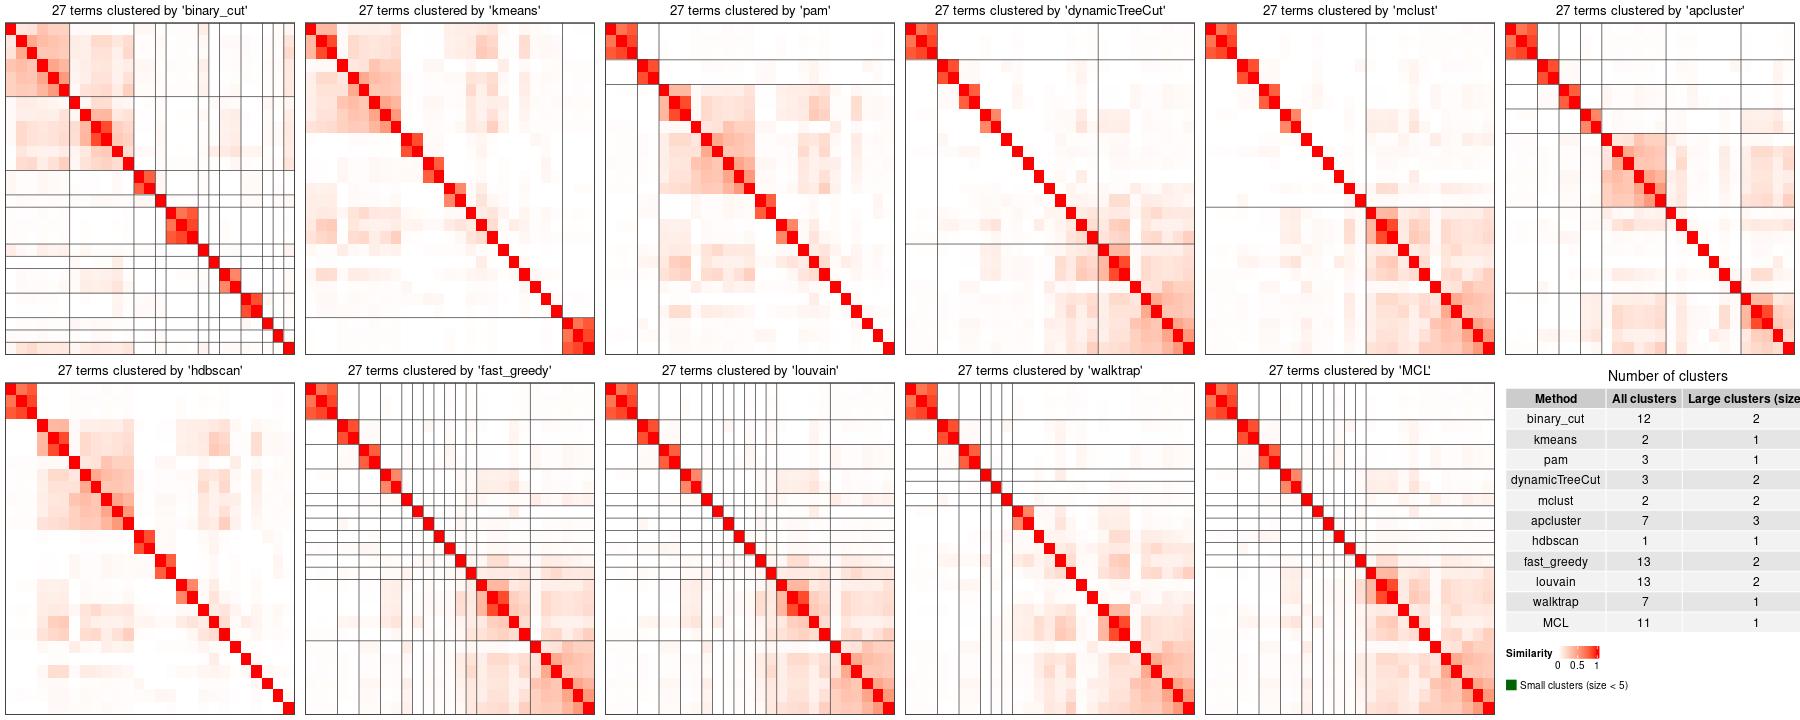 27 terms clustered by 'binary_cut'
27 terms clustered by 'kmeans'
27 terms clustered by 'pam'
27 terms clustered by 'dynamicTreeCut'
27 terms clustered by 'mclust'
27 terms clustered by 'apcluster'
27 terms clustered by 'hdbscan'
27 terms clustered by 'fast_greedy'
27 terms clustered by 'louvain'
27 terms clustered by 'walktrap'
27 terms clustered by 'MCL'
Number of clusters
Method All clusters Large clusters (size
binary_cut 12 2
kmeans 2 1
pam 3 1
dynamicTreeCut 3 2
mclust 2 2
apcluster 7 3
hdbscan 1 1
fast_greedy 13 2
louvain 13 2
walktrap 7 1
MCL 11 1
Similarity
0 0.5 1
Small clusters (size < 5)